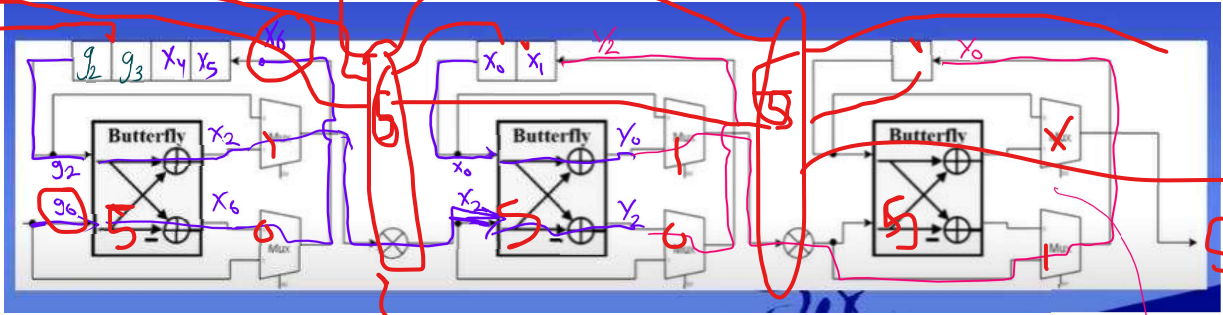 g2 g3 X4 X5 X6 X0 X1 Y2 X0
Butterfly X2 1 Mux 5 Butterfly Y0 1 Mux 5 Butterfly X Mux
g2 X0
g6 5 X6 0 Mux X2 5 Y2 0 Mux 5 1 Mux